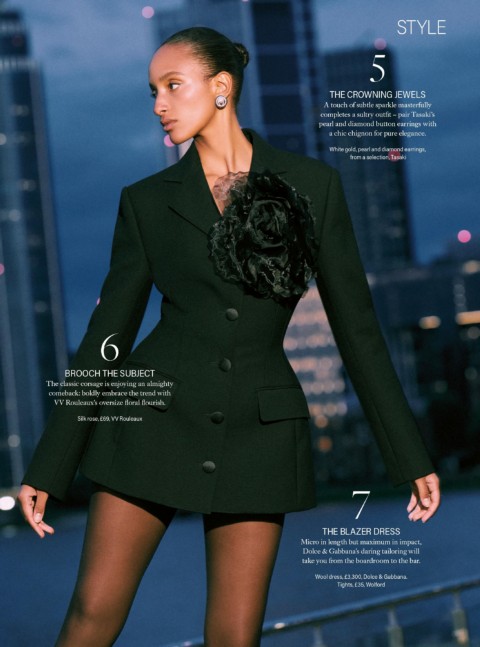 STYLE
5
THE CROWNING JEWELS
A touch of subtle sparkle masterfully
completes a sultry outfit – pair Tasaki's
pearl and diamond button earrings with
a chic chignon for pure elegance.
White gold, pearl and diamond earrings,
from a selection, Tasaki
6
BROOCH THE SUBJECT
The classic corsage is enjoying an almighty
comeback: boldly embrace the trend with
VV Rouleaux's oversize floral flourish.
Silk rose, £69, VV Rouleaux
7
THE BLAZER DRESS
Micro in length but maximum in impact,
Dolce & Gabbana's daring tailoring will
take you from the boardroom to the bar.
Wool dress, £3,300, Dolce & Gabbana.
Tights, £35, Wolford